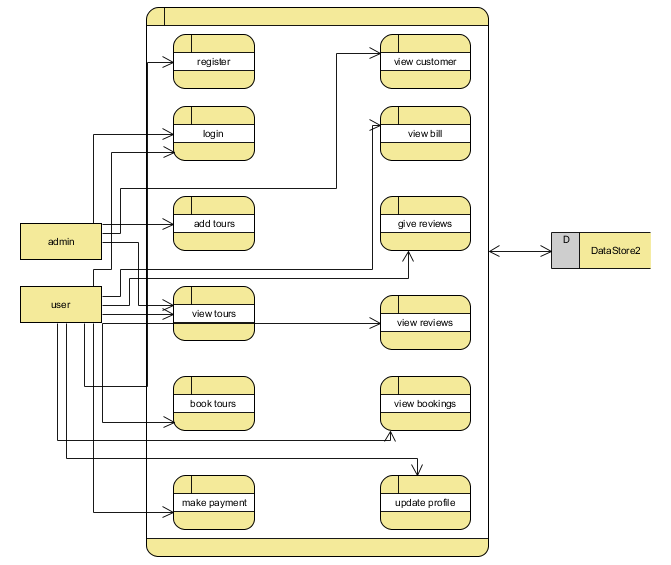 register
view customer
login
view bill
add tours
give reviews
admin
D
DataStore2
user
view tours
view reviews
book tours
view bookings
make payment
update profile